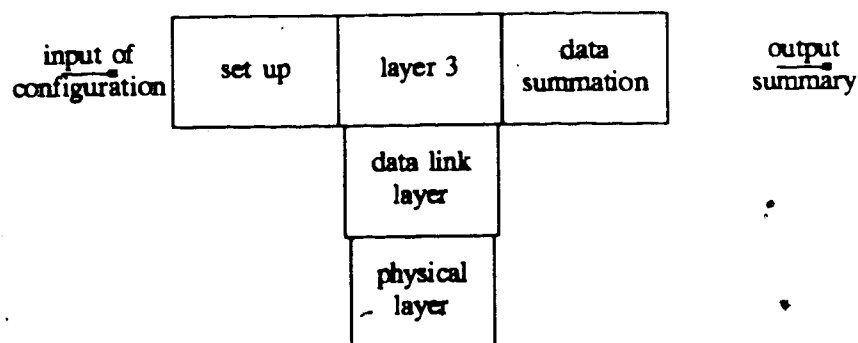 input of
configuration
set up
layer 3
data
summation
output
summary
data link
layer
physical
layer